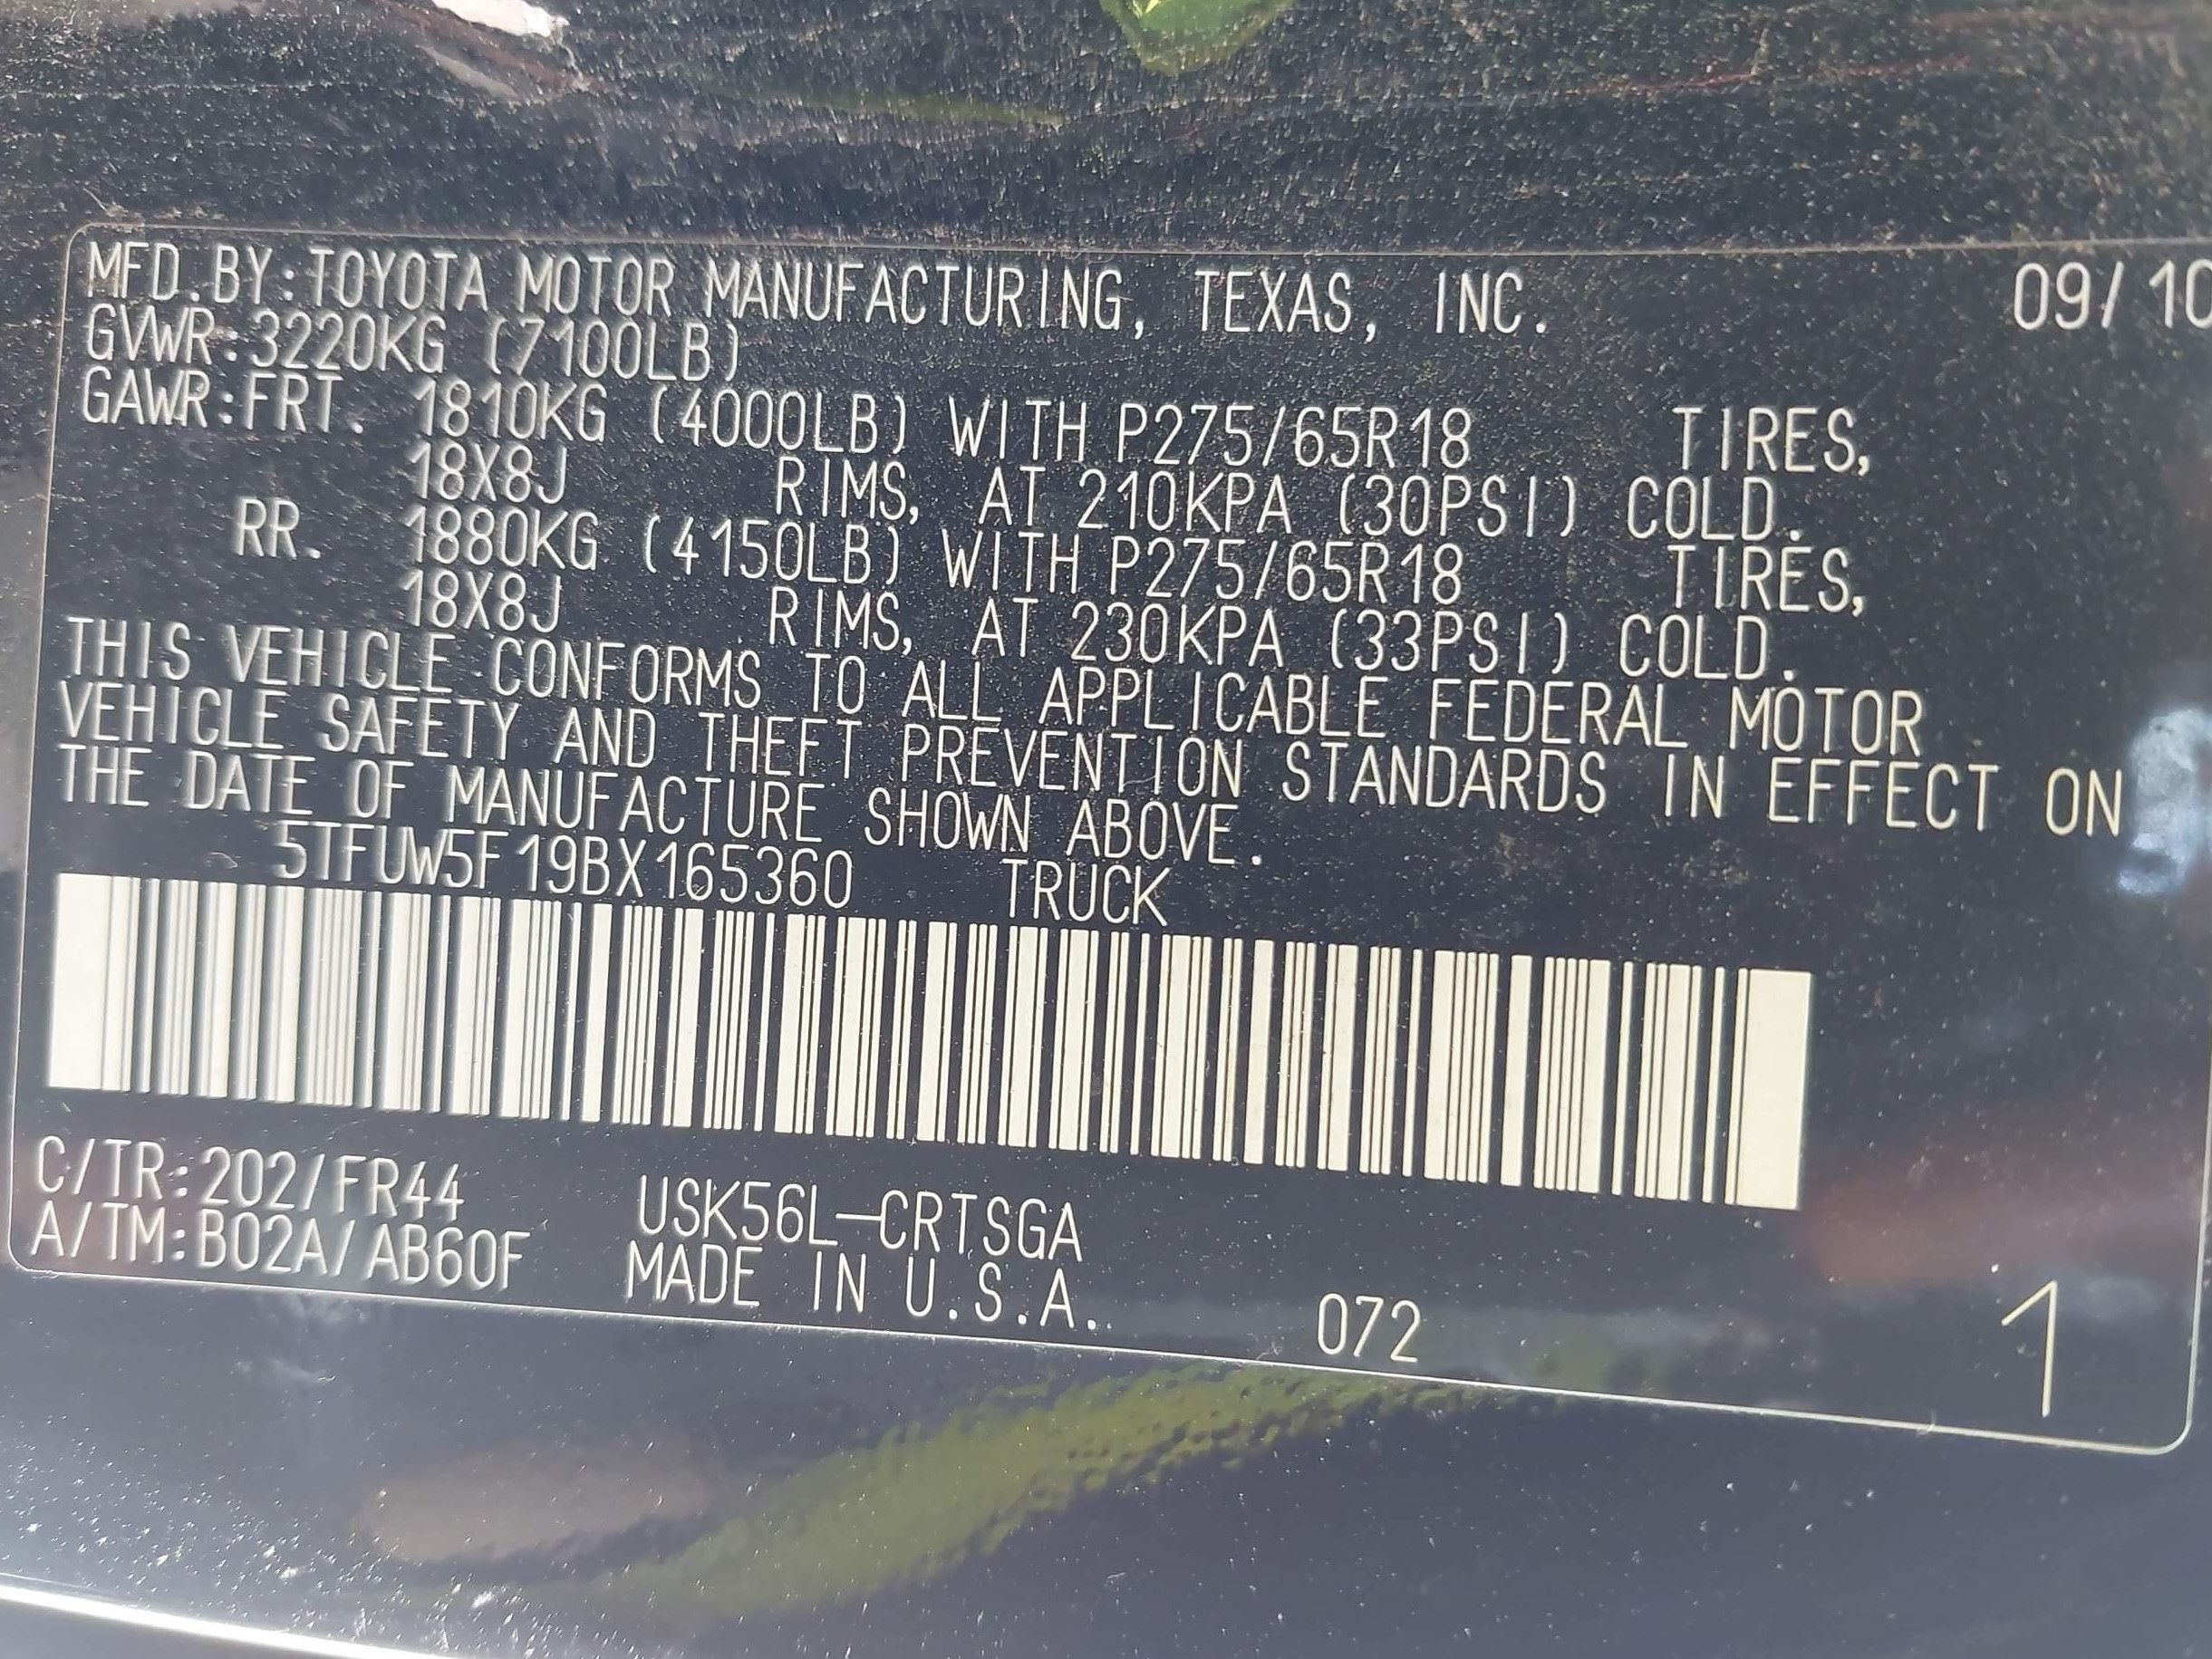 MFD.BY:TOYOTA MOTOR MANUFACTURING, TEXAS, INC. 09/10
GVWR:3220KG (7100LB)
GAWR:FRT. 1810KG (4000LB) WITH P275/65R18 TIRES,
18X8J RIMS, AT 210KPA (30PSI) COLD.
RR. 1880KG (4150LB) WITH P275/65R18 TIRES,
18X8J RIMS, AT 230KPA (33PSI) COLD.
THIS VEHICLE CONFORMS TO ALL APPLICABLE FEDERAL MOTOR
VEHICLE SAFETY AND THEFT PREVENTION STANDARDS IN EFFECT ON
THE DATE OF MANUFACTURE SHOWN ABOVE.
5TFUW5F19BX165360 TRUCK
C/TR:202/FR44 USK56L-CRTSGA
A/TM:B02A/AB60F MADE IN U.S.A. 072 1